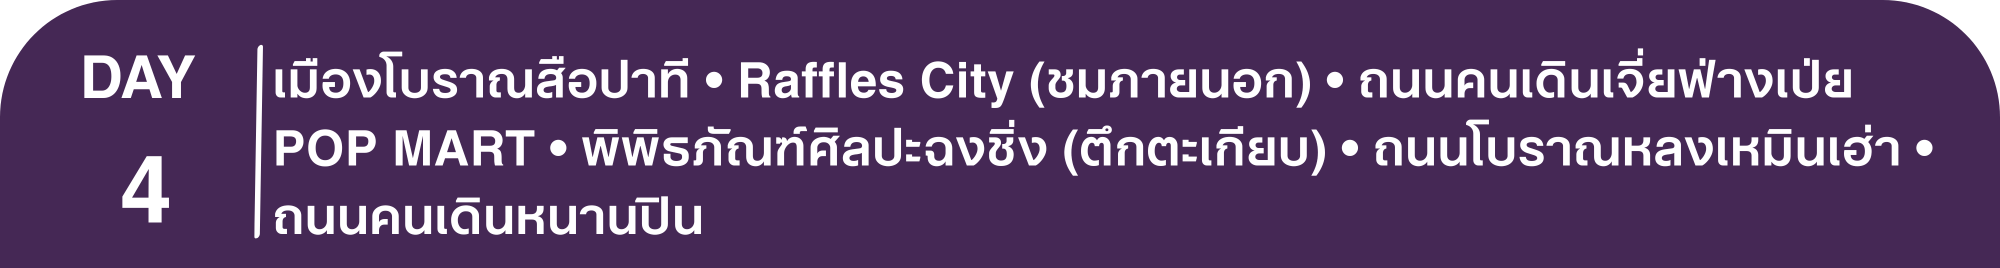 DAY
4
เมืองโบราณสือปาที • Raffles City (ชมภายนอก) • ถนนคนเดินเจี่ยฟ่างเป่ย
POP MART • พิพิธภัณฑ์ศิลปะฉงชิ่ง (ตึกตะเกียบ) • ถนนโบราณหลงเหมินเฮ่า •
ถนนคนเดินหนานปิน